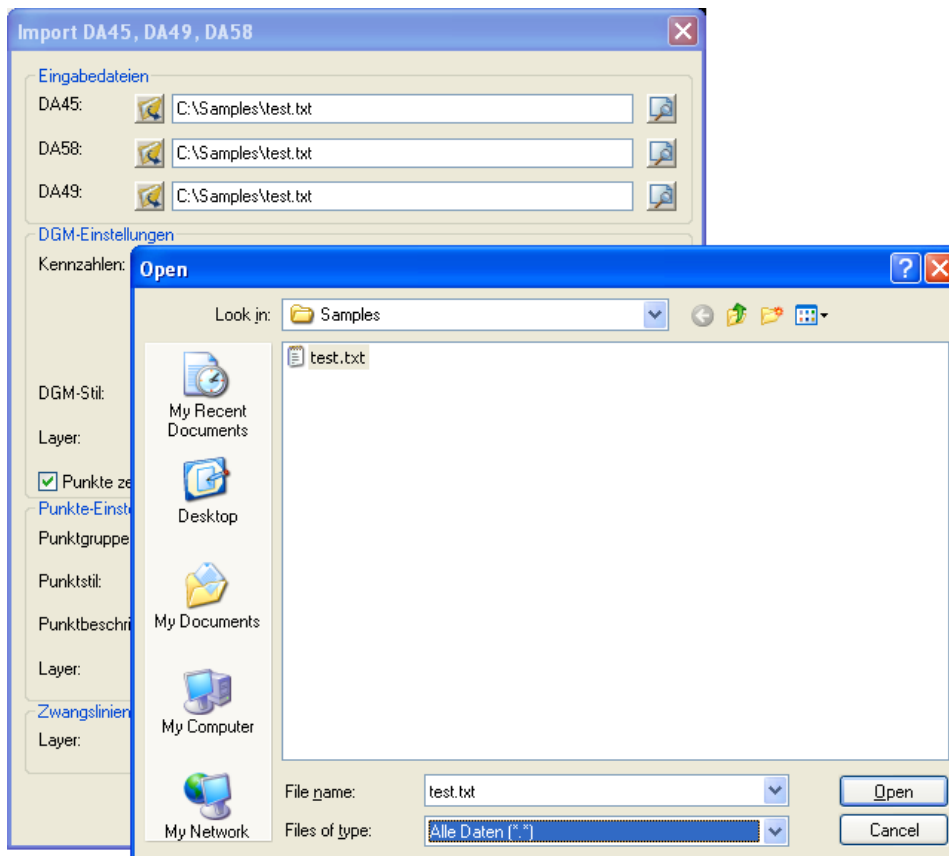 Import DA45, DA49, DA58
Eingabedateien
DA45: C:\Samples\test.txt
DA58: C:\Samples\test.txt
DA49: C:\Samples\test.txt
DGM-Einstellungen
Kennzahlen:
DGM-Stil:
Layer:
Punkte ze
Punkte-Einst
Punktgruppe
Punktstil:
Punktbeschri
Layer:
Zwangslinien
Layer:
Open
Look in: Samples
test.txt
My Recent
Documents
Desktop
My Documents
My Computer
My Network
File name: test.txt Open
Files of type: Alle Daten (*.*) Cancel